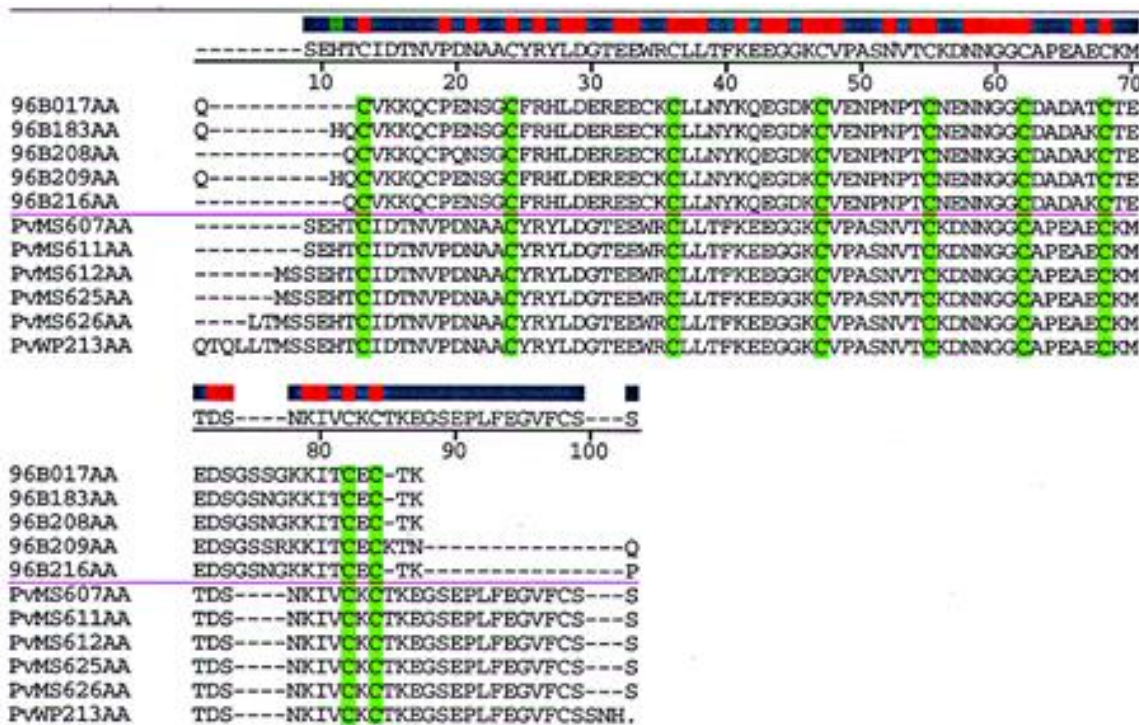 --------SEHTCIDTNVPDNAACYRYLDGTEEWRCLLTFKEEGGKCVPASNVTCKDNNGGCAPEAECKM
10 20 30 40 50 60 70
96B017AA Q-----------CVKKQCPENSGCFRHLDEREECKCLLNYKQEGDKCVENPNPTCNENNGGCDADATCTE
96B183AA Q---------HQCVKKQCPENSGCFRHLDEREECKCLLNYKQEGDKCVENPNPTCNENNGGCDADAKCTE
96B208AA -----------QCVKKQCPQNSGCFRHLDEREECKCLLNYKQEGDKCVENPNPTCNENNGGCDADAKCTE
96B209AA Q---------HQCVKKQCPENSGCFRHLDEREECKCLLNYKQEGDKCVENPNPTCNENNGGCDADATCTE
96B216AA -----------QCVKKQCPENSGCFRHLDEREECKCLLNYKQEGDKCVENPNPTCNENNGGCDADAKCTE
PvMS607AA --------SEHTCIDTNVPDNAACYRYLDGTEEWRCLLTFKEEGGKCVPASNVTCKDNNGGCAPEAECKM
PvMS611AA --------SEHTCIDTNVPDNAACYRYLDGTEEWRCLLTFKEEGGKCVPASNVTCKDNNGGCAPEAECKM
PvMS612AA ------MSSEHTCIDTNVPDNAACYRYLDGTEEWRCLLTFKEEGGKCVPASNVTCKDNNGGCAPEAECKM
PvMS625AA ------MSSEHTCIDTNVPDNAACYRYLDGTEEWRCLLTFKEEGGKCVPASNVTCKDNNGGCAPEAECKM
PvMS626AA ----LTMSSEHTCIDTNVPDNAACYRYLDGTEEWRCLLTFKEEGGKCVPASNVTCKDNNGGCAPEAECKM
PvWP213AA QTQLLTMSSEHTCIDTNVPDNAACYRYLDGTEEWRCLLTFKEEGGKCVPASNVTCKDNNGGCAPEAECKM
TDS----NKIVCKCTKEGSEPLFEGVFCS---S
80 90 100
96B017AA EDSGSSGKKITCEC-TK
96B183AA EDSGSNGKKITCEC-TK
96B208AA EDSGSNGKKITCEC-TK
96B209AA EDSGSSRKKITCECKTN---------------Q
96B216AA EDSGSNGKKITCEC-TK---------------P
PvMS607AA TDS----NKIVCKCTKEGSEPLFEGVFCS---S
PvMS611AA TDS----NKIVCKCTKEGSEPLFEGVFCS---S
PvMS612AA TDS----NKIVCKCTKEGSEPLFEGVFCS---S
PvMS625AA TDS----NKIVCKCTKEGSEPLFEGVFCS---S
PvMS626AA TDS----NKIVCKCTKEGSEPLFEGVFCS---S
PvWP213AA TDS----NKIVCKCTKEGSEPLFEGVFCSSNH.